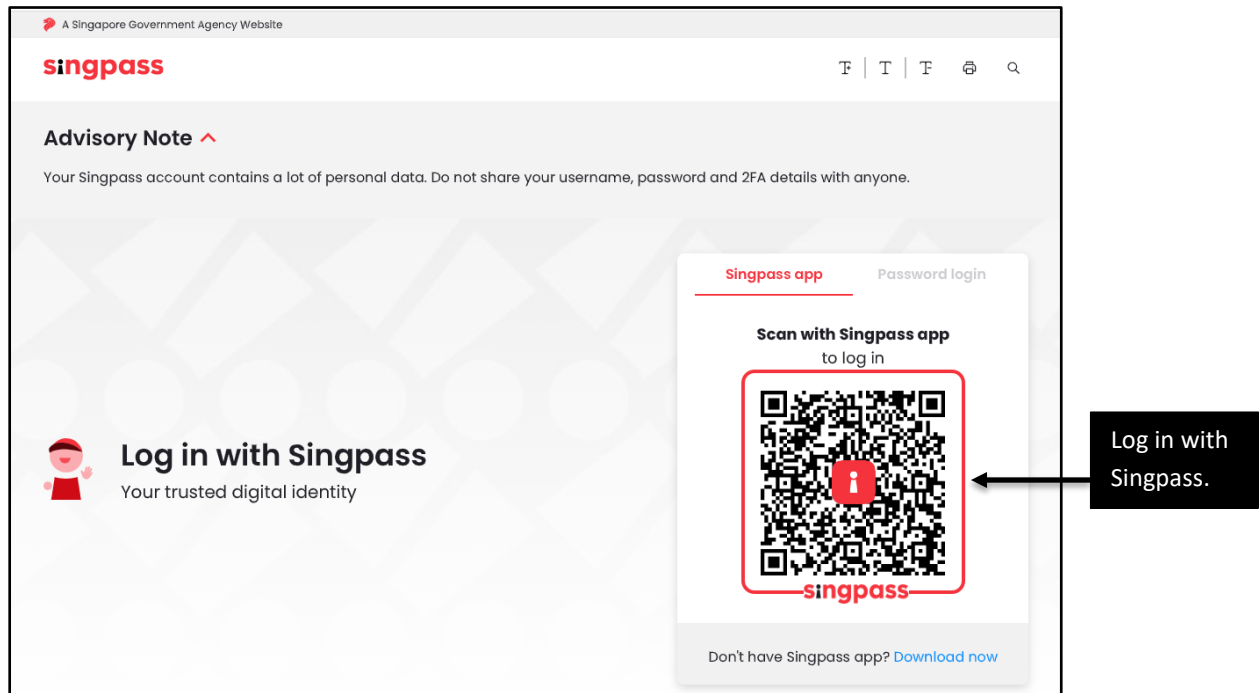 A Singapore Government Agency Website
singpass
T+ | T | T-
Advisory Note
Your Singpass account contains a lot of personal data. Do not share your username, password and 2FA details with anyone.
Singpass app Password login
Scan with Singpass app
to log in
Log in with Singpass
Your trusted digital identity
singpass
Don't have Singpass app? Download now
Log in with
Singpass.